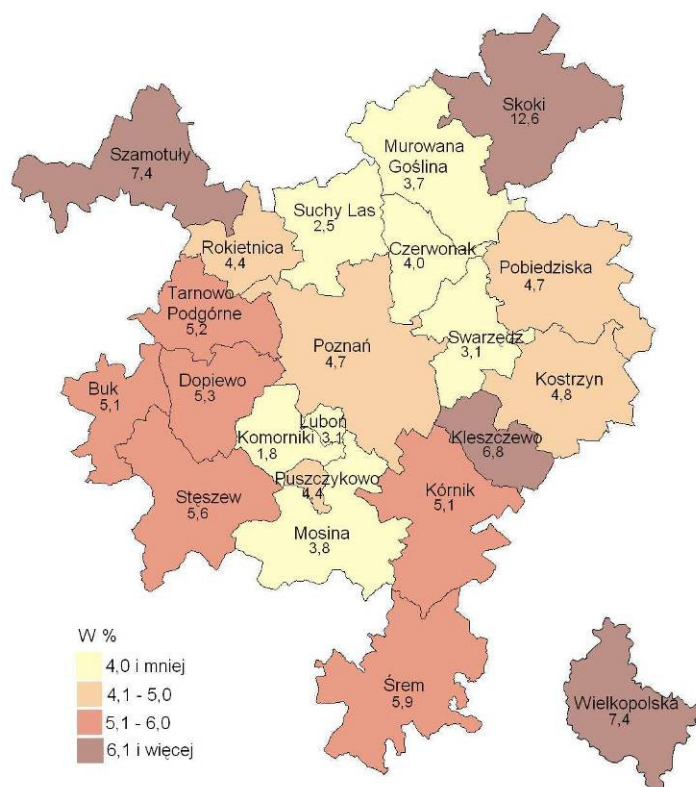 Skoki
12,6
Szamotuły
7,4
Murowana
Goślina
3,7
Suchy Las
2,5
Rokietnica
4,4
Czerwonak
4,0
Pobiedziska
4,7
Tarnowo
Podgórne
5,2
Poznań
4,7
Swarzędz
3,1
Buk
5,1
Dopiewo
5,3
Kostrzyn
4,8
Luboń
3,1
Komorniki
1,8
Kleszczewo
6,8
Puszczykowo
4,4
Stęszew
5,6
Kórnik
5,1
Mosina
3,8
Śrem
5,9
Wielkopolska
7,4
W %
4,0 i mniej
4,1 - 5,0
5,1 - 6,0
6,1 i więcej